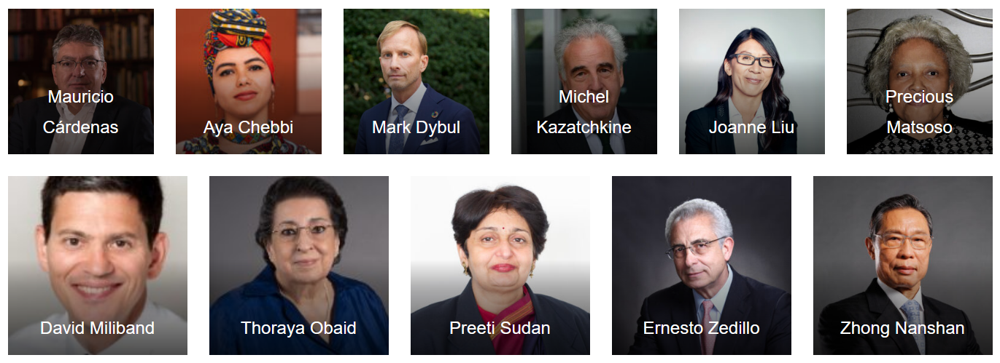 Mauricio
Cárdenas
Aya Chebbi
Mark Dybul
Michel
Kazatchkine
Joanne Liu
Precious
Matsoso
David Miliband
Thoraya Obaid
Preeti Sudan
Ernesto Zedillo
Zhong Nanshan